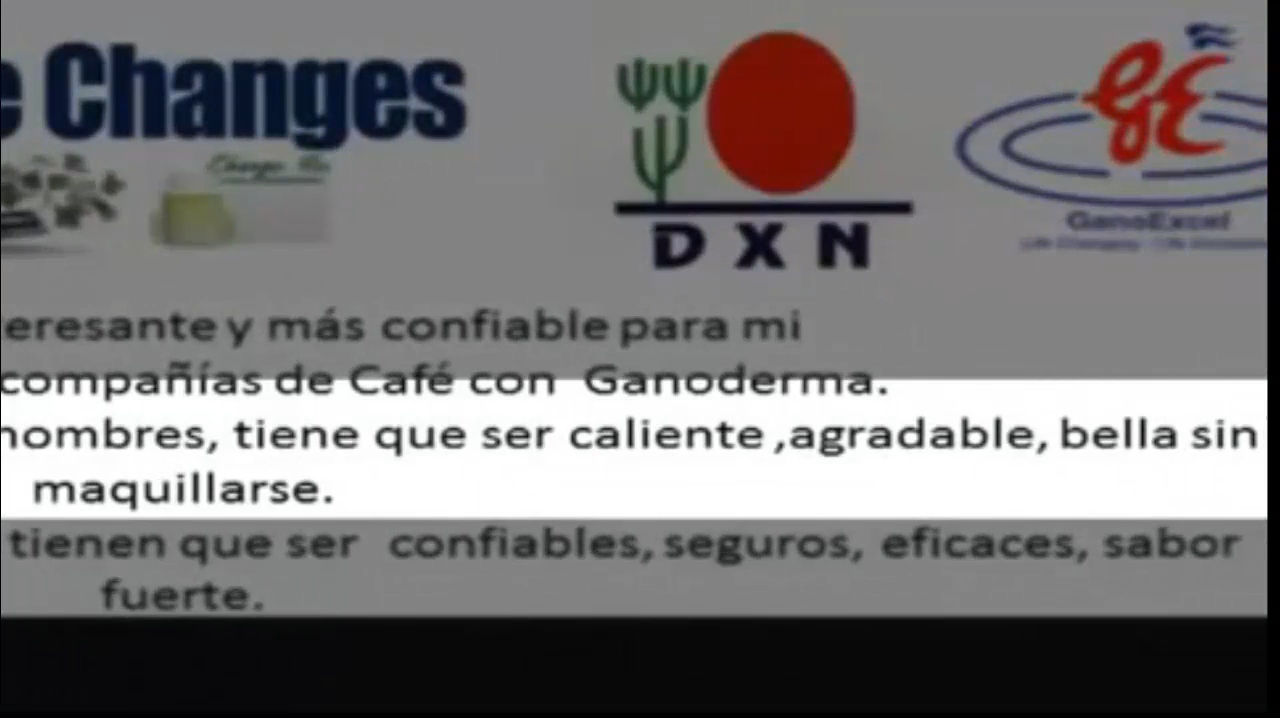 e Changes
DXN
GanoExcel
eresante y más confiable para mi
compañías de Café con Ganoderma.
hombres, tiene que ser caliente ,agradable, bella sin
maquillarse.
tienen que ser confiables, seguros, eficaces, sabor
fuerte.